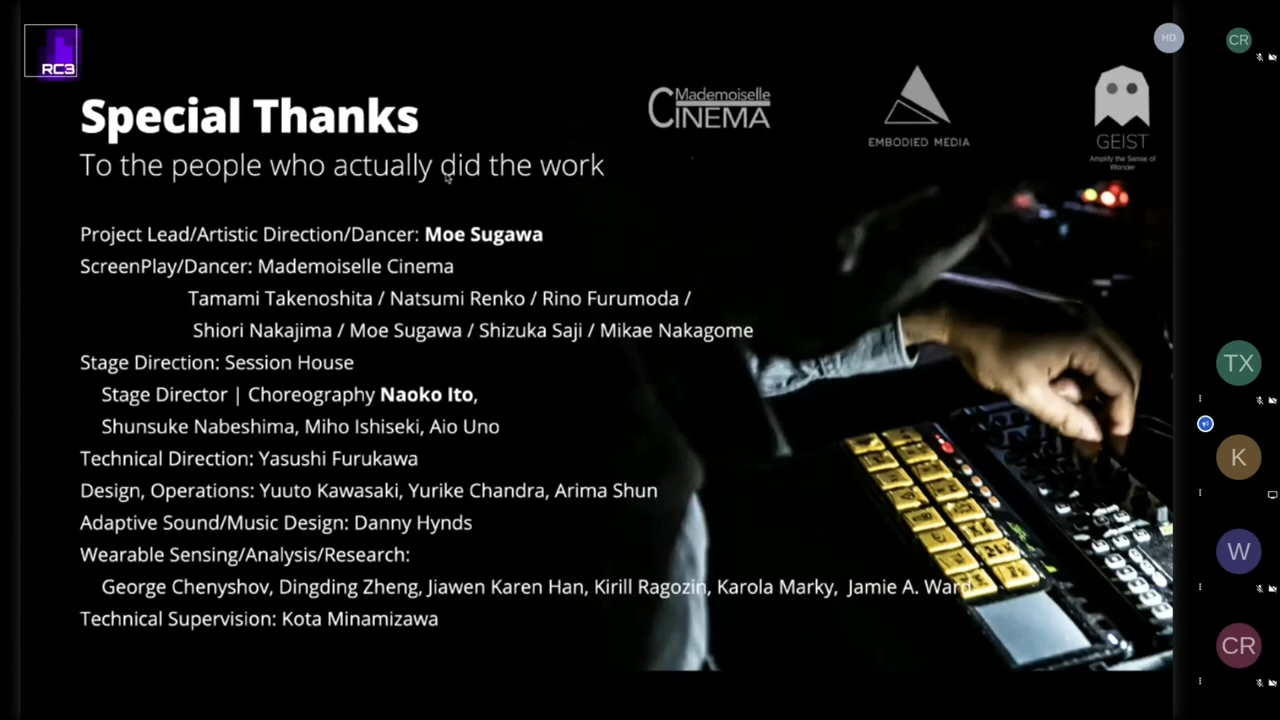 RC3
HD
CR
Mademoiselle
CINEMA
EMBODIED MEDIA
GEIST
Amplify the Sense of
Wonder
Special Thanks
To the people who actually did the work
Project Lead/Artistic Direction/Dancer: Moe Sugawa
ScreenPlay/Dancer: Mademoiselle Cinema
Tamami Takenoshita / Natsumi Renko / Rino Furumoda /
Shiori Nakajima / Moe Sugawa / Shizuka Saji / Mikae Nakagome
Stage Direction: Session House
Stage Director | Choreography Naoko Ito,
Shunsuke Nabeshima, Miho Ishiseki, Aio Uno
Technical Direction: Yasushi Furukawa
Design, Operations: Yuuto Kawasaki, Yurike Chandra, Arima Shun
Adaptive Sound/Music Design: Danny Hynds
Wearable Sensing/Analysis/Research:
George Chenyshov, Dingding Zheng, Jiawen Karen Han, Kirill Ragozin, Karola Marky, Jamie A. Ward
Technical Supervision: Kota Minamizawa
TX
K
W
CR